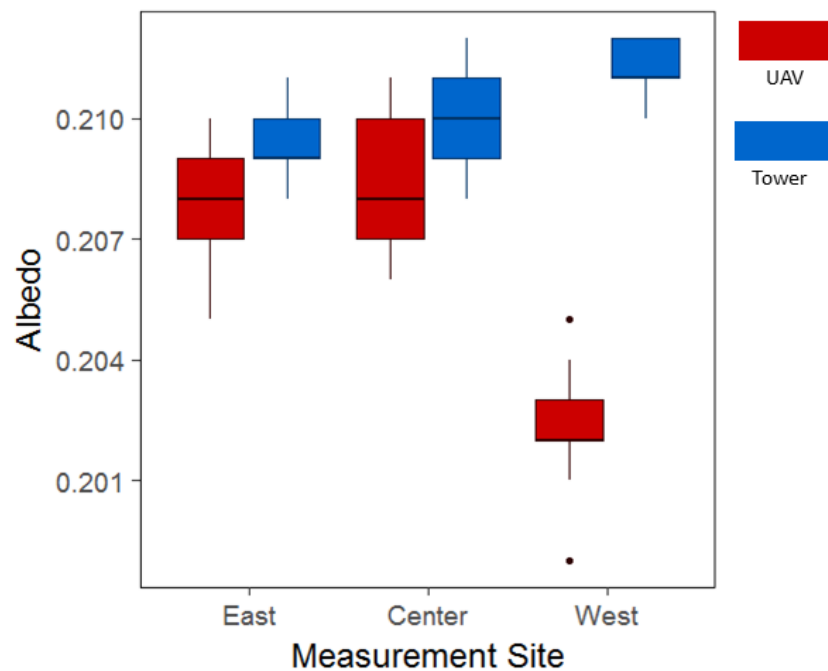 UAV
Tower
0.210
0.207
0.204
0.201
Albedo
East Center West
Measurement Site